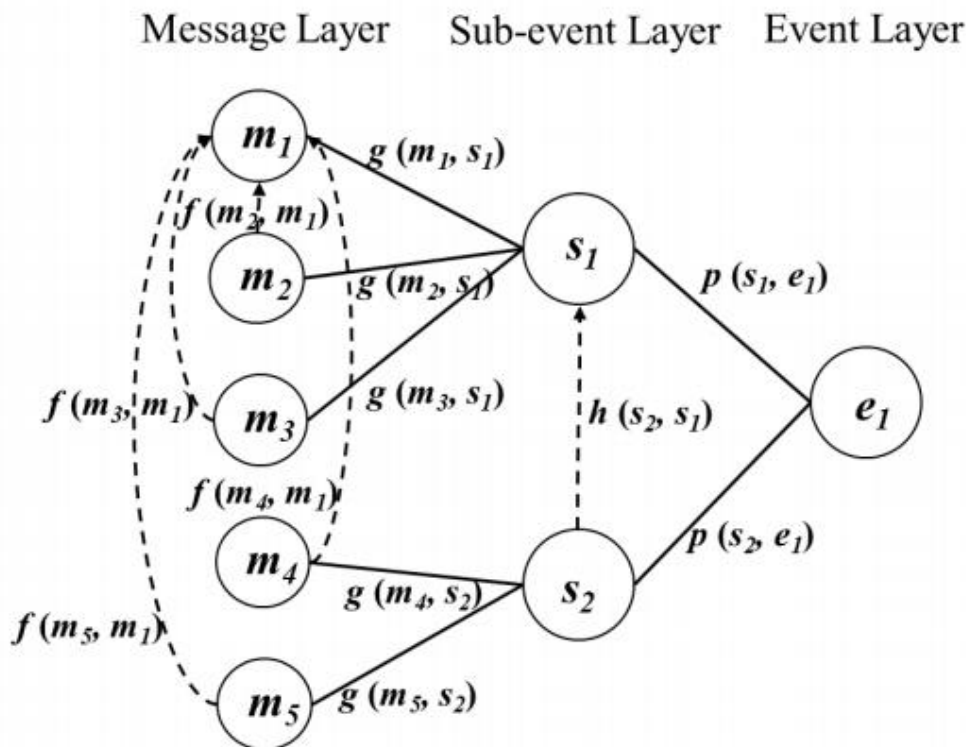 Message Layer Sub-event Layer Event Layer
m₁
g (m₁, s₁)
f (m₂, m₁)
s₁
m₂
g (m₂, s₁)
p (s₁, e₁)
f (m₃, m₁)
m₃
g (m₃, s₁)
h (s₂, s₁)
e₁
f (m₄, m₁)
m₄
g (m₄, s₂)
s₂
p (s₂, e₁)
f (m₅, m₁)
m₅
g (m₅, s₂)